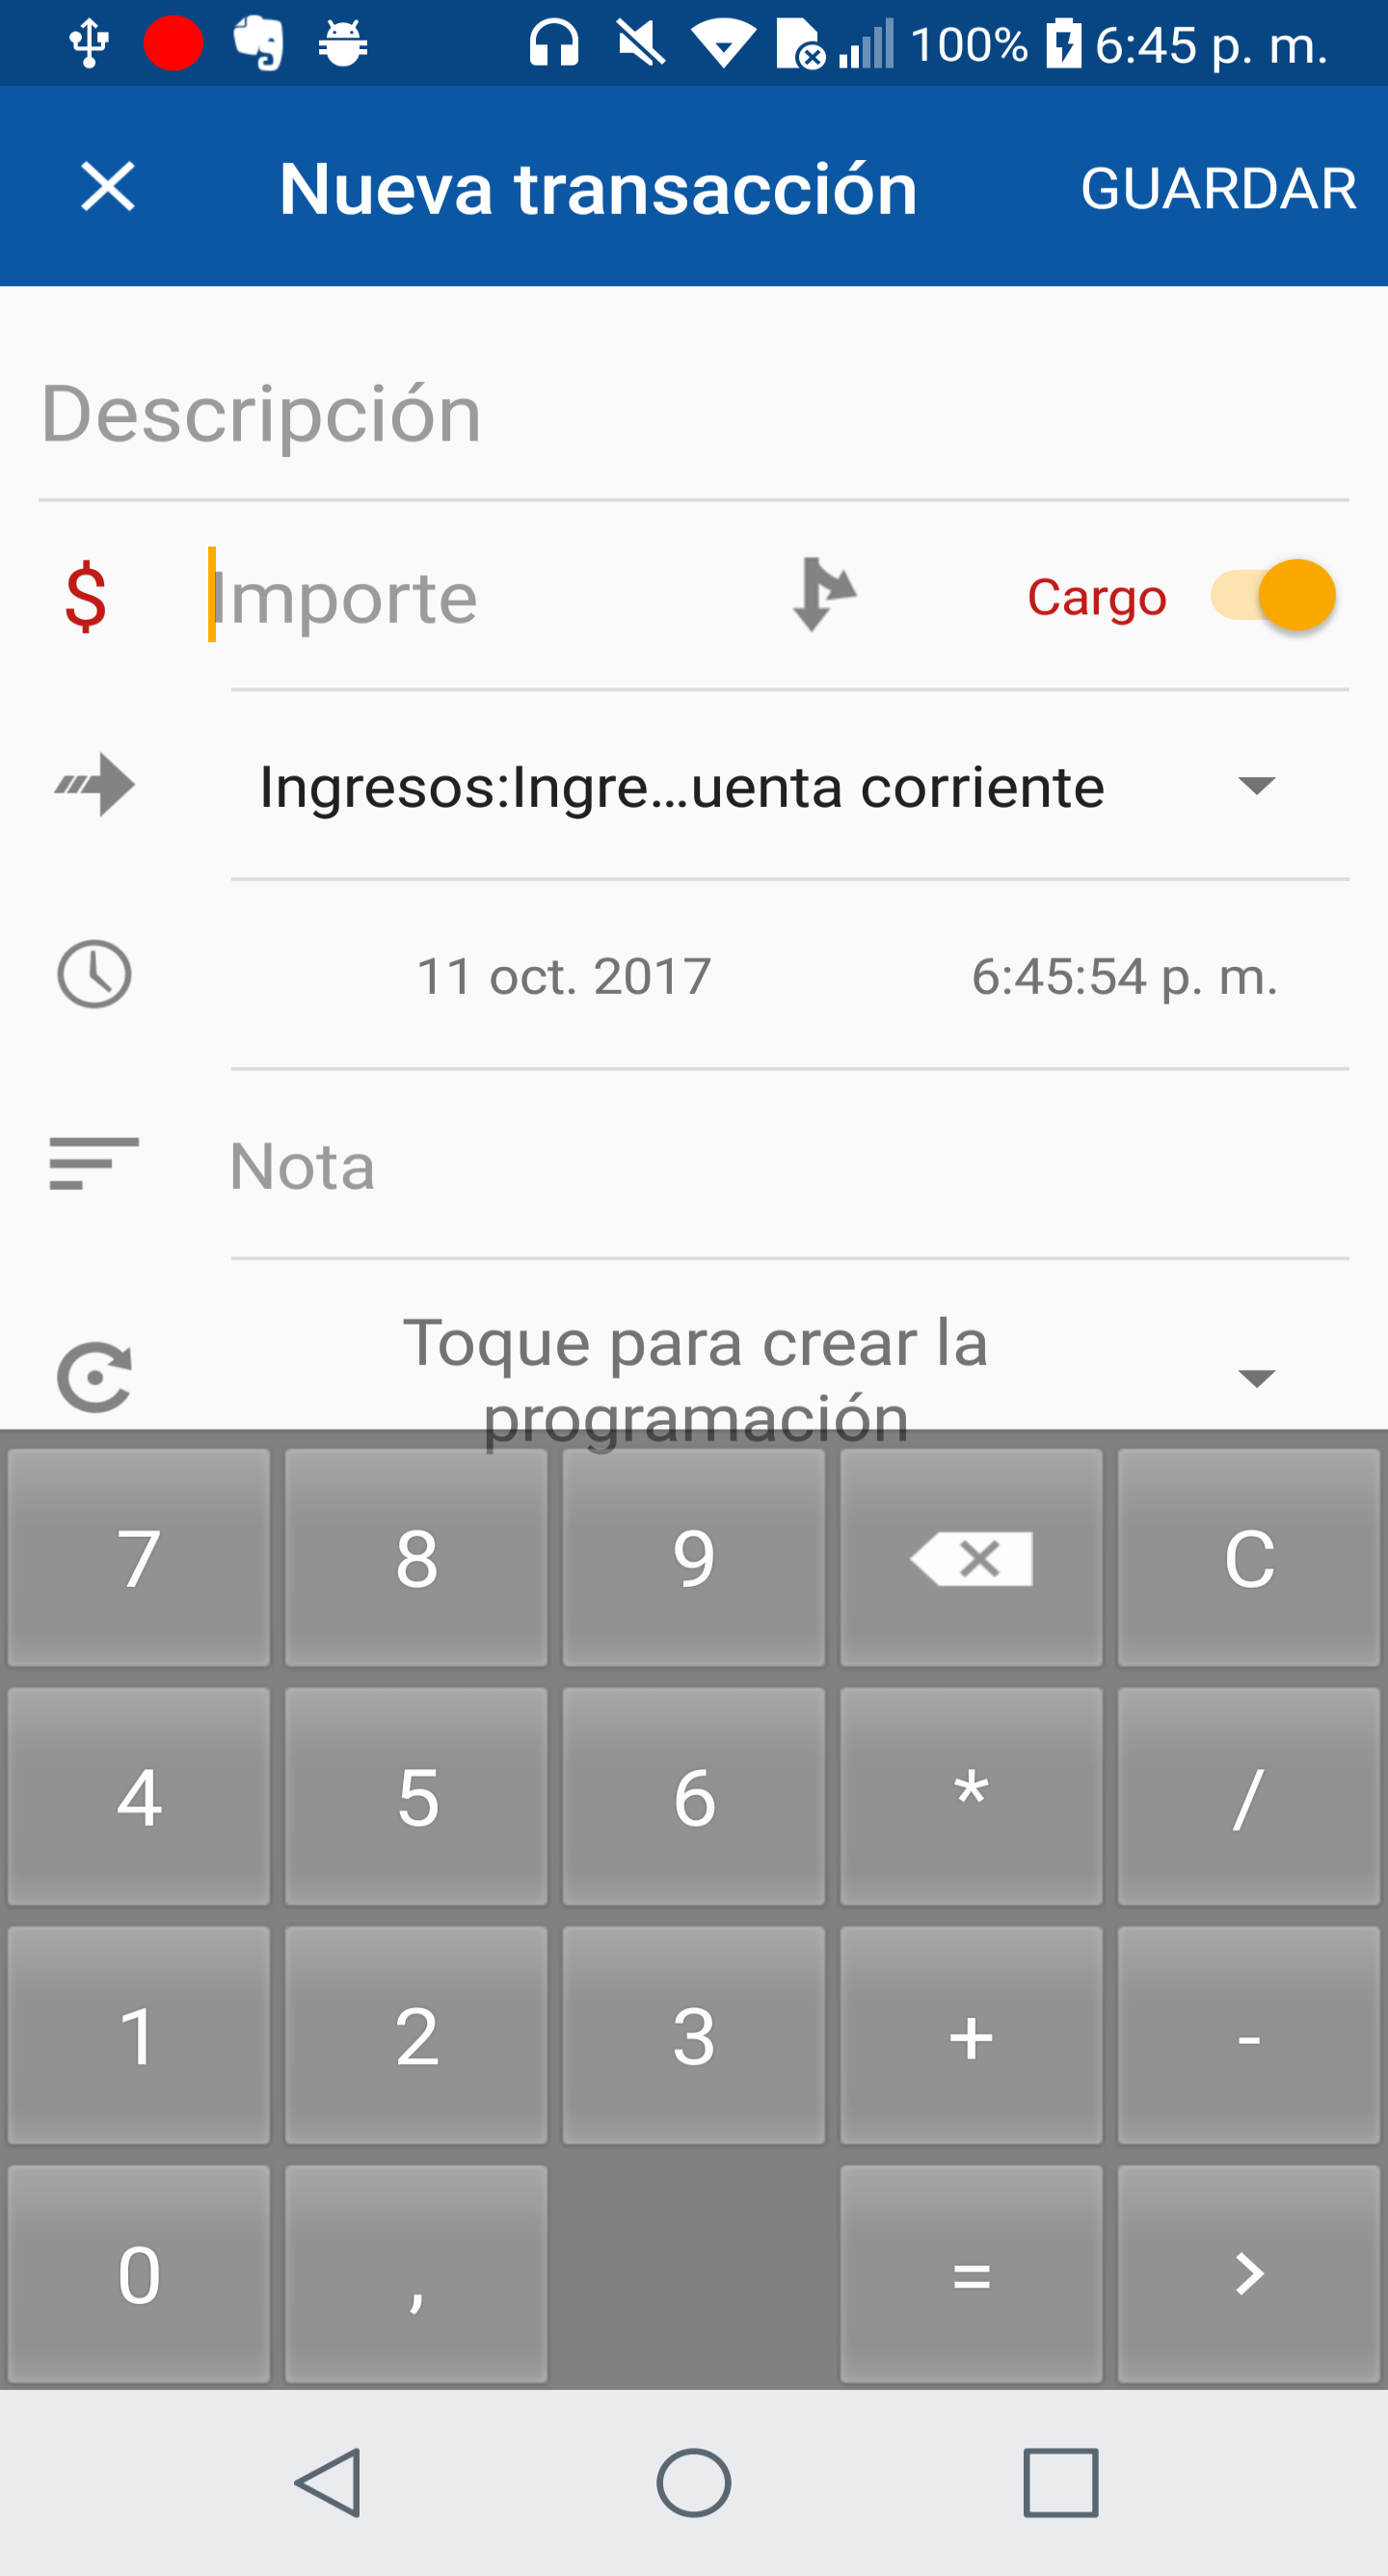 100% 6:45 p. m.
Nueva transacción GUARDAR
Descripción
$ Importe Cargo
Ingresos:Ingre...uenta corriente
11 oct. 2017 6:45:54 p. m.
Nota
Toque para crear la
programación
7 8 9 C
4 5 6 * /
1 2 3 + -
0 , = >